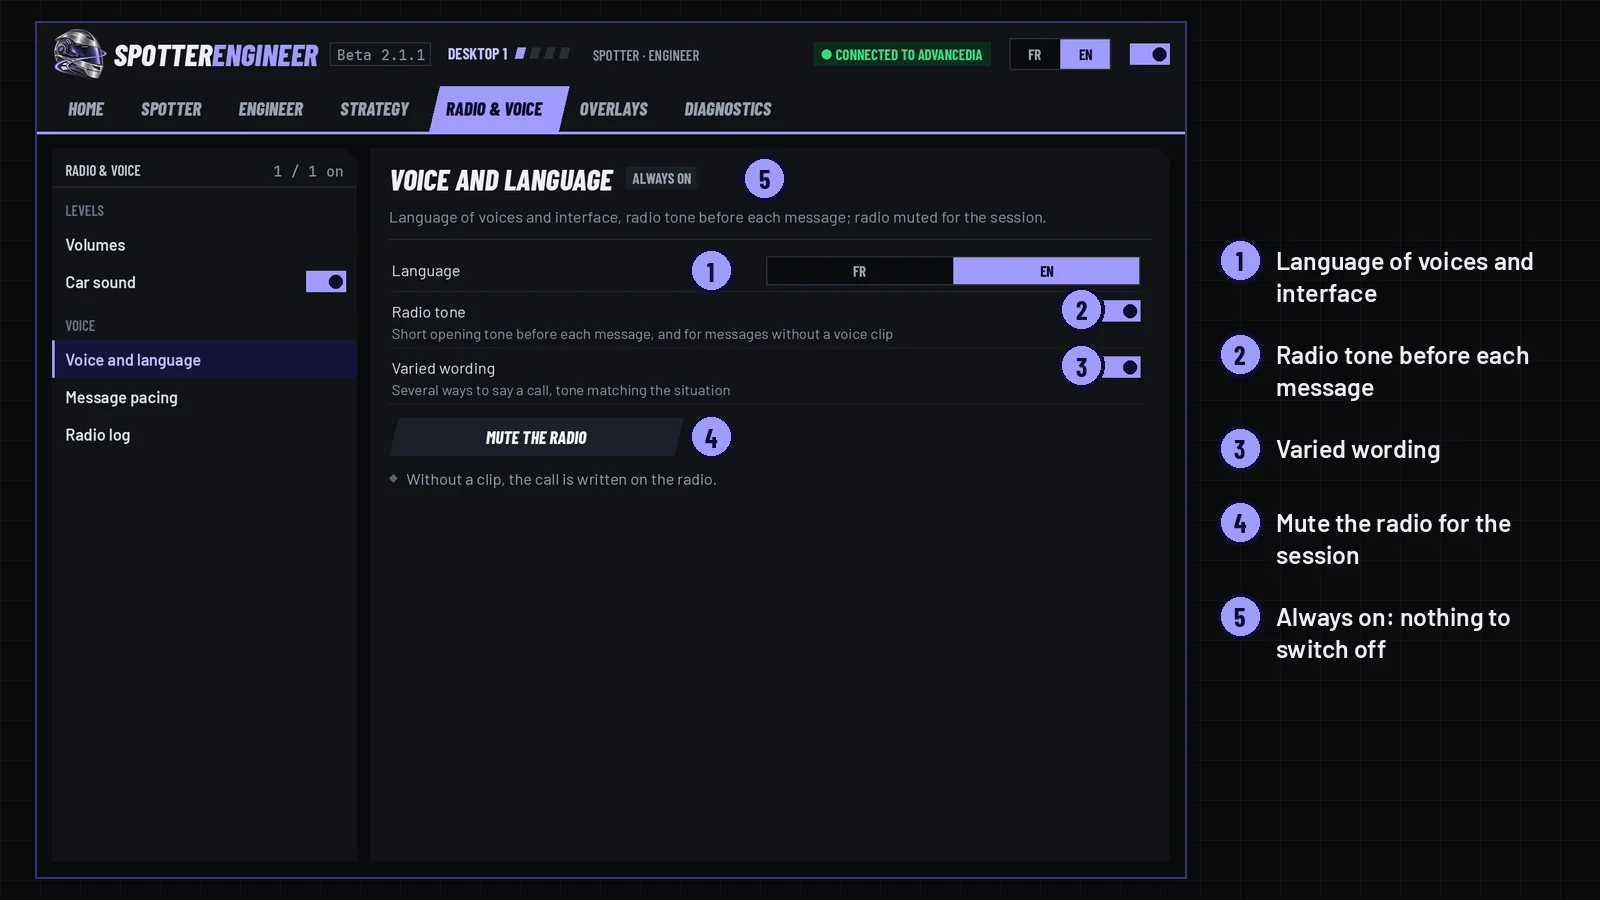 SPOTTERENGINEER Beta 2.1.1 DESKTOP 1 SPOTTER · ENGINEER CONNECTED TO ADVANCEDIA FR EN
HOME SPOTTER ENGINEER STRATEGY RADIO & VOICE OVERLAYS DIAGNOSTICS
RADIO & VOICE 1 / 1 on
LEVELS
Volumes
Car sound
VOICE
Voice and language
Message pacing
Radio log
VOICE AND LANGUAGE ALWAYS ON 5
Language of voices and interface, radio tone before each message; radio muted for the session.
Language 1 FR EN
Radio tone 2
Short opening tone before each message, and for messages without a voice clip
Varied wording 3
Several ways to say a call, tone matching the situation
MUTE THE RADIO 4
Without a clip, the call is written on the radio.
1 Language of voices and
interface
2 Radio tone before each
message
3 Varied wording
4 Mute the radio for the
session
5 Always on: nothing to
switch off